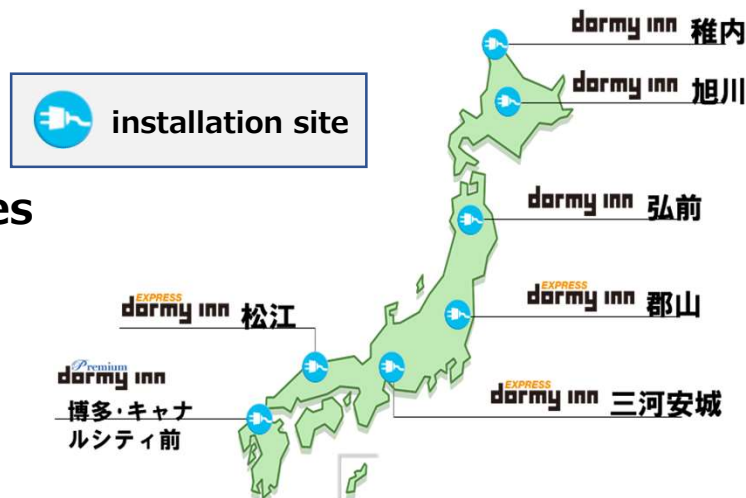 installation site
es
dormy inn 稚内
dormy inn 旭川
dormy inn 弘前
EXPRESS
dormy inn 郡山
EXPRESS
dormy inn 三河安城
EXPRESS
dormy inn 松江
Premium
dormy inn
博多・キャナ
ルシティ前